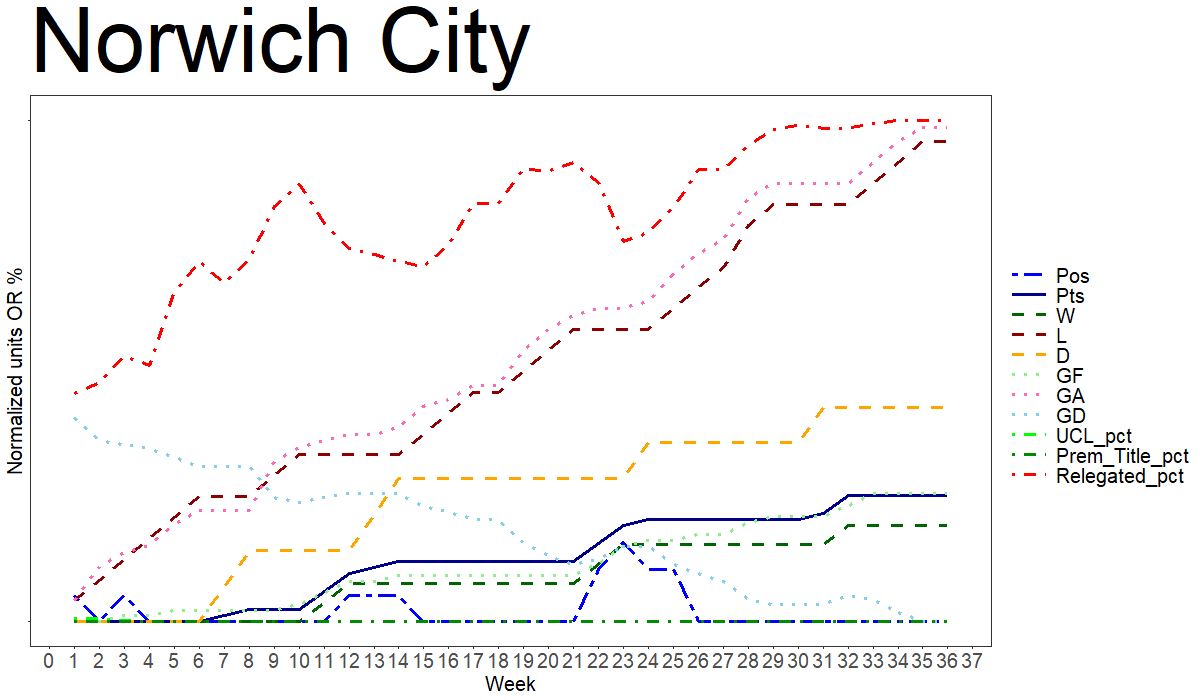 Norwich City
Normalized units OR %
0 1 2 3 4 5 6 7 8 9 10 11 12 13 14 15 16 17 18 19 20 21 22 23 24 25 26 27 28 29 30 31 32 33 34 35 36 37
Week
Pos
Pts
W
L
D
GF
GA
GD
UCL_pct
Prem_Title_pct
Relegated_pct